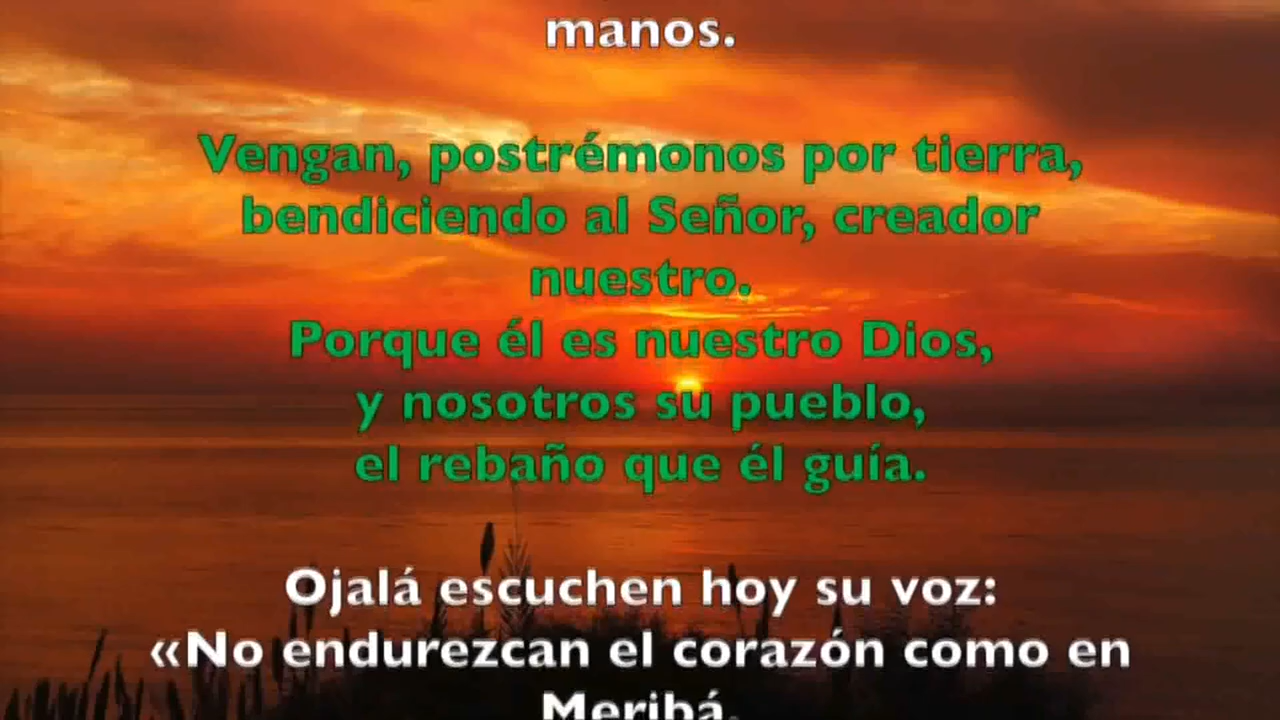 manos.
Vengan, postrémonos por tierra,
bendiciendo al Señor, creador
nuestro.
Porque él es nuestro Dios,
y nosotros su pueblo,
el rebaño que él guía.
Ojalá escuchen hoy su voz:
«No endurezcan el corazón como en
Meribá,